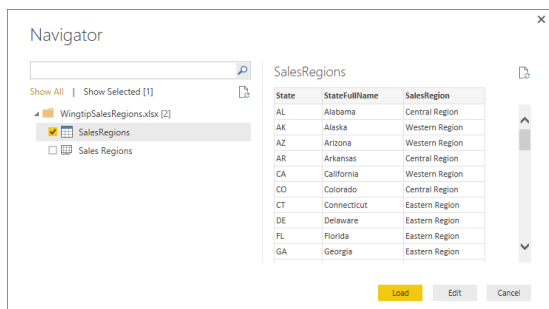 Navigator
Show All | Show Selected [1]
WingtipSalesRegions.xlsx [2]
SalesRegions
Sales Regions
SalesRegions
State StateFullName SalesRegion
AL Alabama Central Region
AK Alaska Western Region
AZ Arizona Western Region
AR Arkansas Central Region
CA California Western Region
CO Colorado Central Region
CT Connecticut Eastern Region
DE Delaware Eastern Region
FL Florida Eastern Region
GA Georgia Eastern Region
Load Edit Cancel